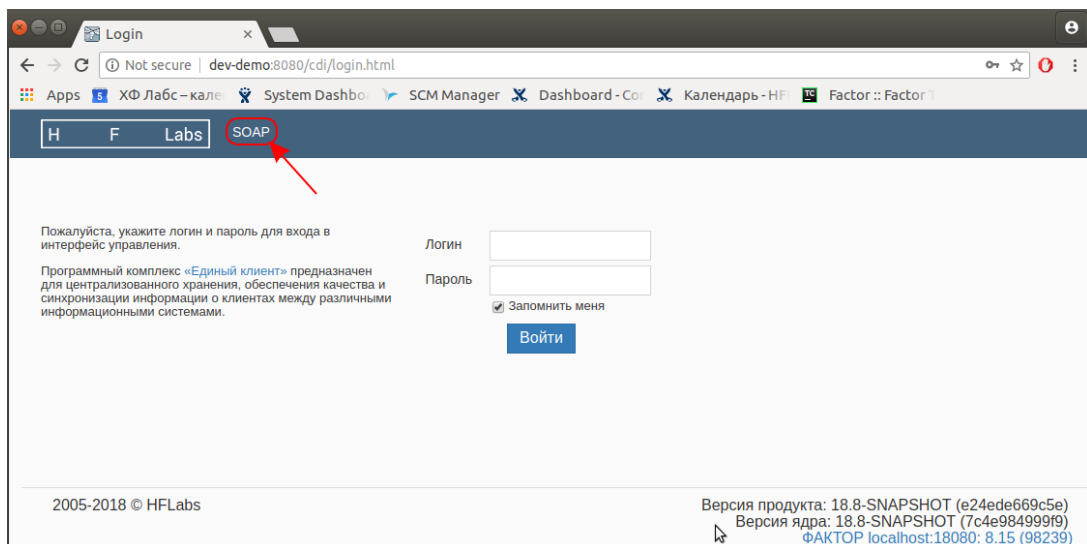 Login
Not secure | dev-demo:8080/cdi/login.html
Apps 5 ХФ Лабс – кале System Dashbo SCM Manager Dashboard - Co Календарь - HF TC Factor :: Factor
H F Labs SOAP
Пожалуйста, укажите логин и пароль для входа в
интерфейс управления.
Программный комплекс «Единый клиент» предназначен
для централизованного хранения, обеспечения качества и
синхронизации информации о клиентах между различными
информационными системами.
Логин
Пароль
Запомнить меня
Войти
2005-2018 © HFLabs
Версия продукта: 18.8-SNAPSHOT (e24ede669c5e)
Версия ядра: 18.8-SNAPSHOT (7c4e984999f9)
ФАКТОР localhost:18080: 8.15 (98239)